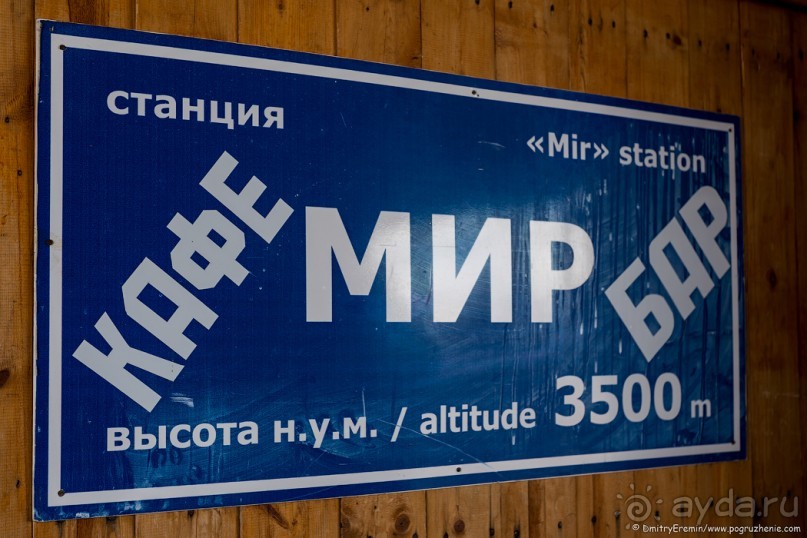 станция
«Mir» station
КАФЕ
МИР
БАР
высота н.у.м. / altitude 3500 m
ayda.ru
© DmitryEremin/www.pogruzhenie.com